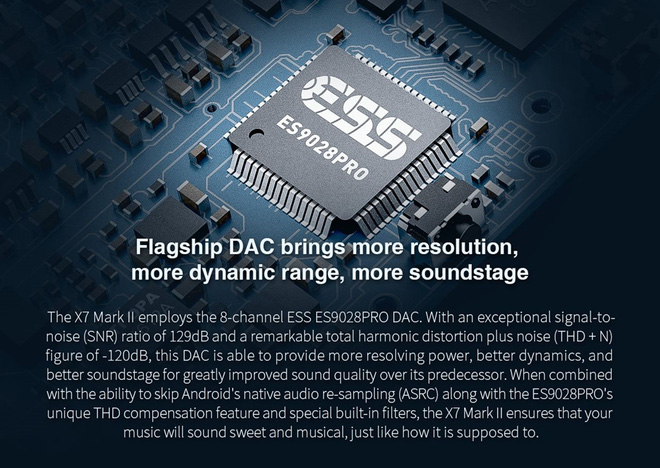 ESS
ES9028PRO
Flagship DAC brings more resolution,
more dynamic range, more soundstage
The X7 Mark II employs the 8-channel ESS ES9028PRO DAC. With an exceptional signal-to-
noise (SNR) ratio of 129dB and a remarkable total harmonic distortion plus noise (THD + N)
figure of -120dB, this DAC is able to provide more resolving power, better dynamics, and
better soundstage for greatly improved sound quality over its predecessor. When combined
with the ability to skip Android's native audio re-sampling (ASRC) along with the ES9028PRO's
unique THD compensation feature and special built-in filters, the X7 Mark II ensures that your
music will sound sweet and musical, just like how it is supposed to.